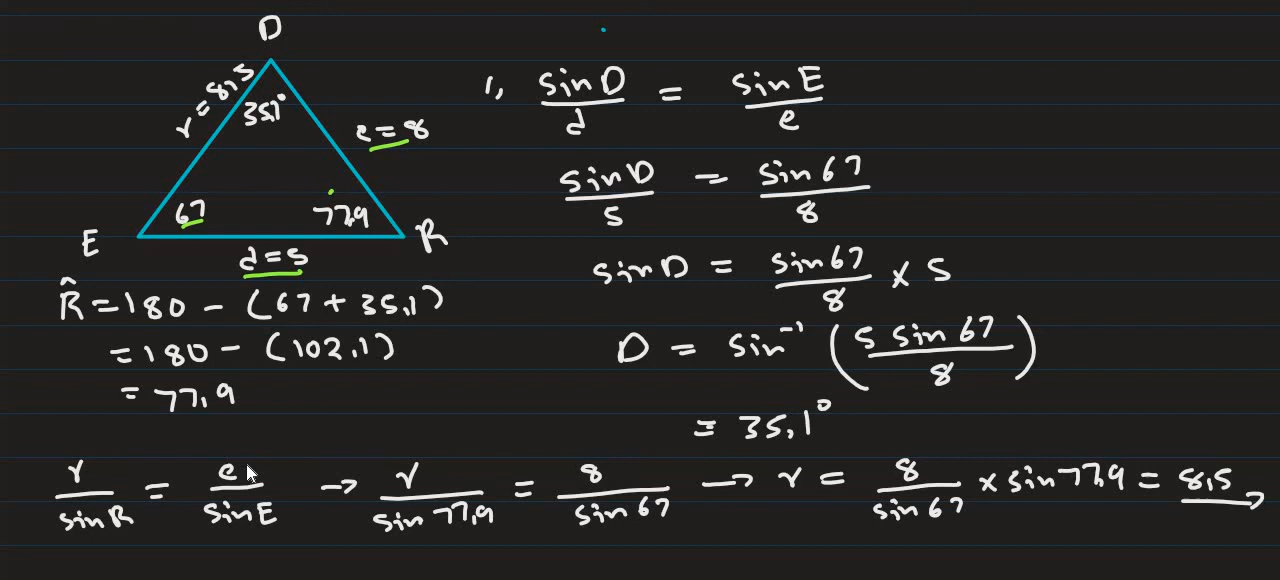 D
r = 8,5
35,1°
e = 8
67
77,9
E
R
d = 5
R̂ = 180 - (67 + 35,1)
= 180 - (102,1)
= 77,9
1, sin D / d = sin E / e
sin D / 5 = sin 67 / 8
sin D = sin 67 / 8 × 5
D = sin⁻¹ (5 sin 67 / 8)
= 35,1°
r / sin R = e / sin E → r / sin 77,9 = 8 / sin 67 → r = 8 / sin 67 × sin 77,9 = 8,5